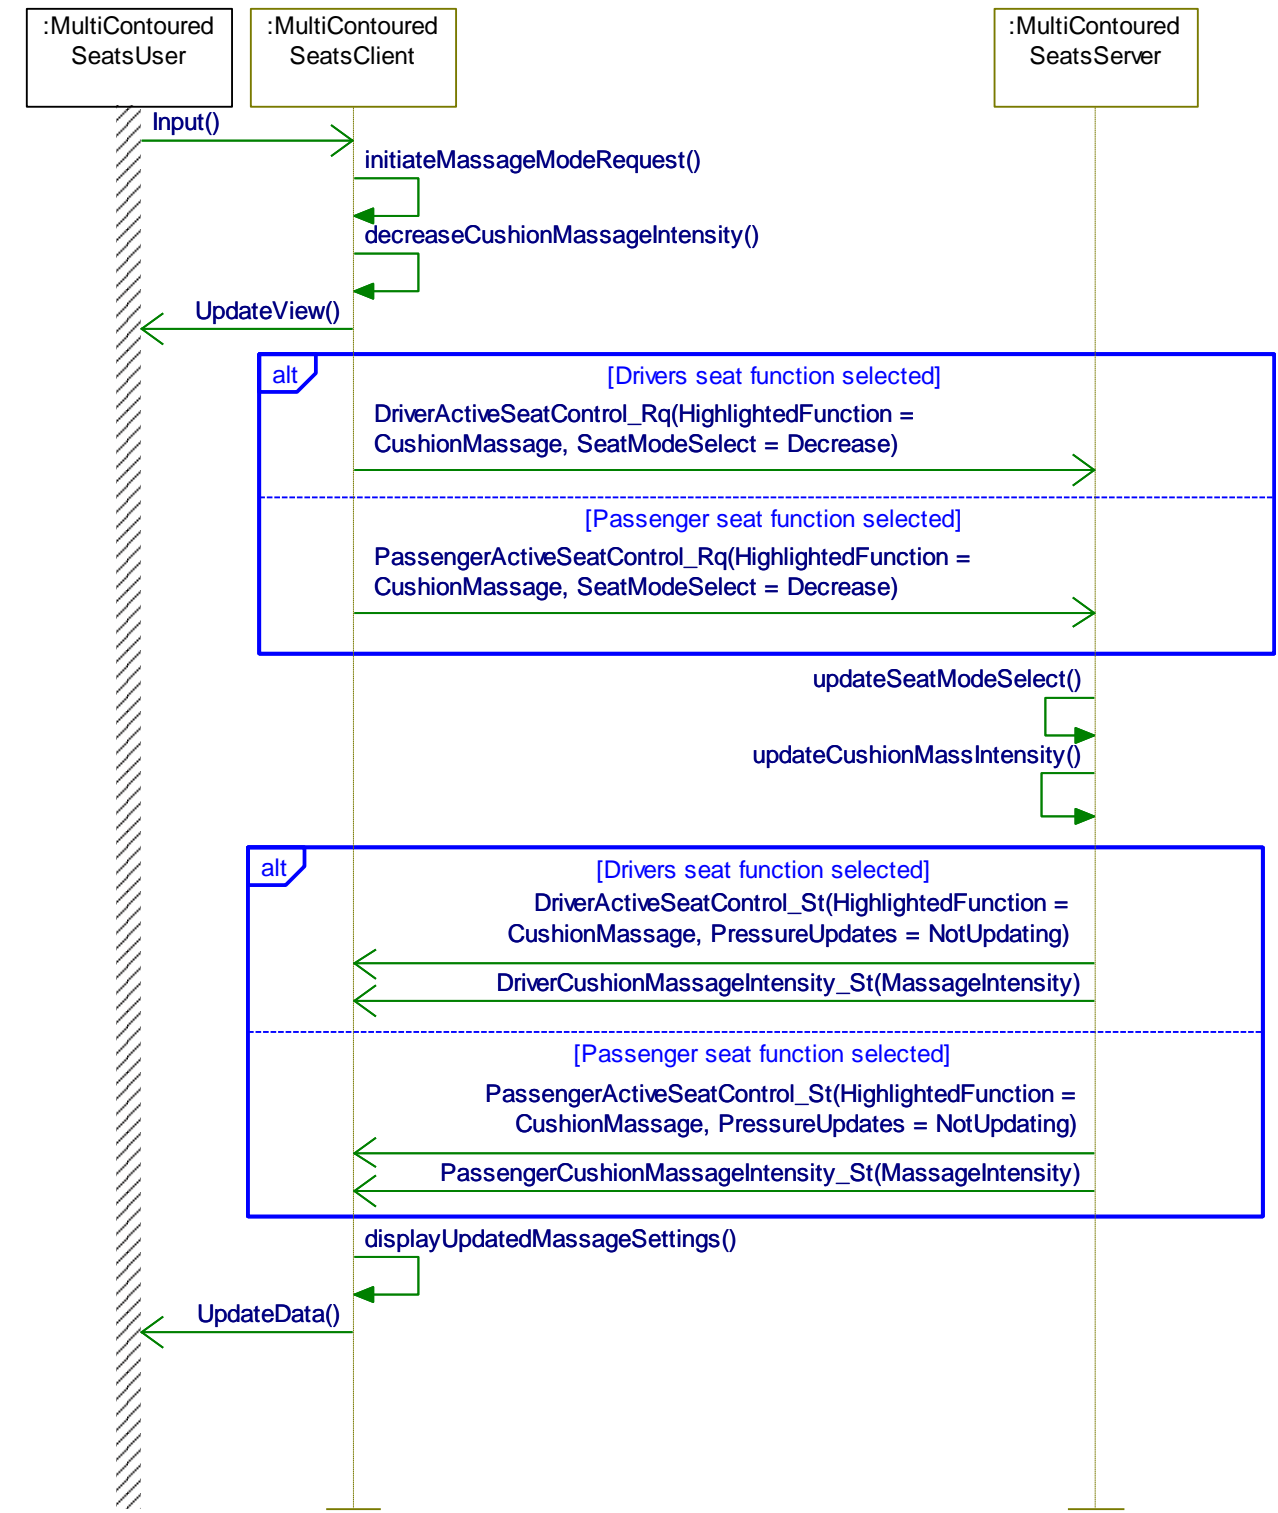 :MultiContoured
SeatsUser
:MultiContoured
SeatsClient
:MultiContoured
SeatsServer
Input()
initiateMassageModeRequest()
decreaseCushionMassageIntensity()
UpdateView()
alt
[Drivers seat function selected]
DriverActiveSeatControl_Rq(HighlightedFunction =
CushionMassage, SeatModeSelect = Decrease)
[Passenger seat function selected]
PassengerActiveSeatControl_Rq(HighlightedFunction =
CushionMassage, SeatModeSelect = Decrease)
updateSeatModeSelect()
updateCushionMassIntensity()
alt
[Drivers seat function selected]
DriverActiveSeatControl_St(HighlightedFunction =
CushionMassage, PressureUpdates = NotUpdating)
DriverCushionMassageIntensity_St(MassageIntensity)
[Passenger seat function selected]
PassengerActiveSeatControl_St(HighlightedFunction =
CushionMassage, PressureUpdates = NotUpdating)
PassengerCushionMassageIntensity_St(MassageIntensity)
displayUpdatedMassageSettings()
UpdateData()